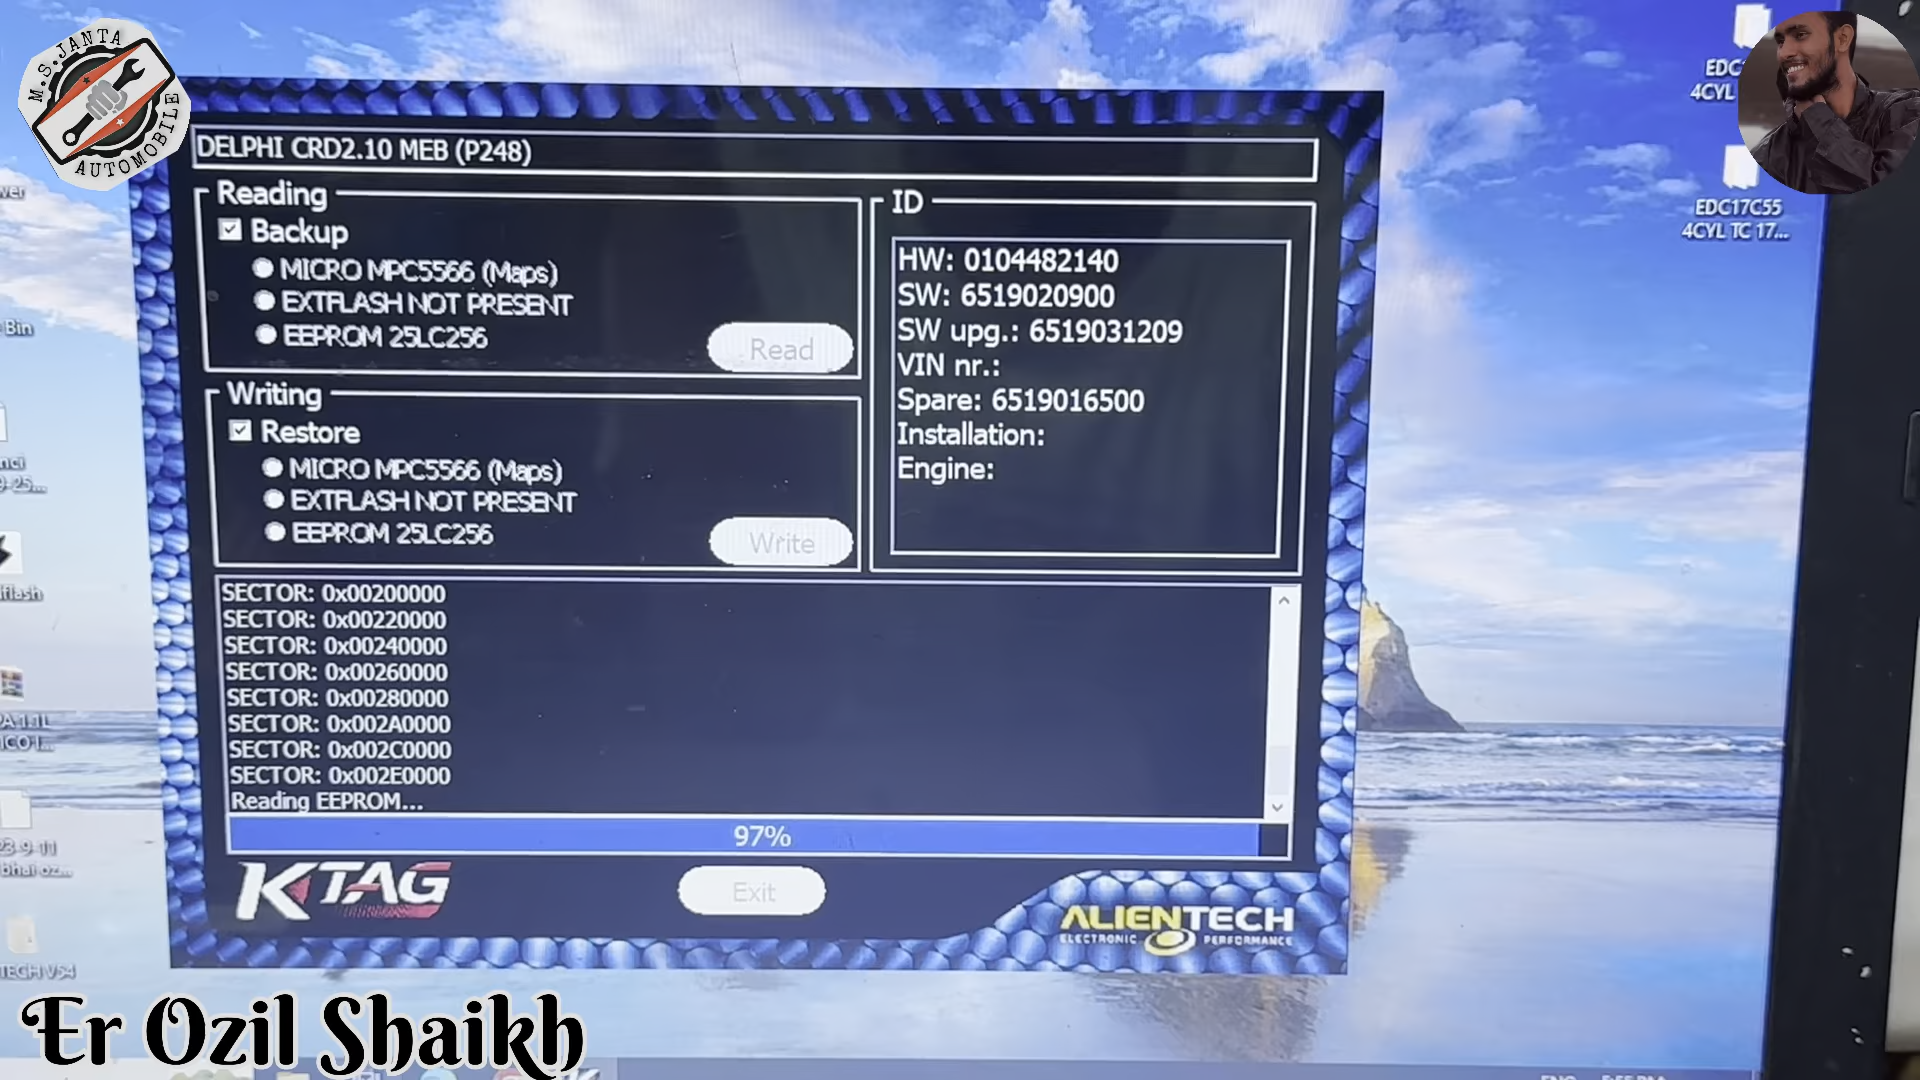 M.S.JANTA
AUTOMOBILE
DELPHI CRD2.10 MEB (P248)
Reading
Backup
MICRO MPC5566 (Maps)
EXTFLASH NOT PRESENT
EEPROM 25LC256
Read
Writing
Restore
MICRO MPC5566 (Maps)
EXTFLASH NOT PRESENT
EEPROM 25LC256
Write
ID
HW: 0104482140
SW: 6519020900
SW upg.: 6519031209
VIN nr.:
Spare: 6519016500
Installation:
Engine:
SECTOR: 0x00200000
SECTOR: 0x00220000
SECTOR: 0x00240000
SECTOR: 0x00260000
SECTOR: 0x00280000
SECTOR: 0x002A0000
SECTOR: 0x002C0000
SECTOR: 0x002E0000
Reading EEPROM...
97%
KTAG
Exit
ALIENTECH
ELECTRONIC PERFORMANCE
EDC17C55
4CYL TC 17...
4CYL
Bin
TECH V54
Er Ozil Shaikh